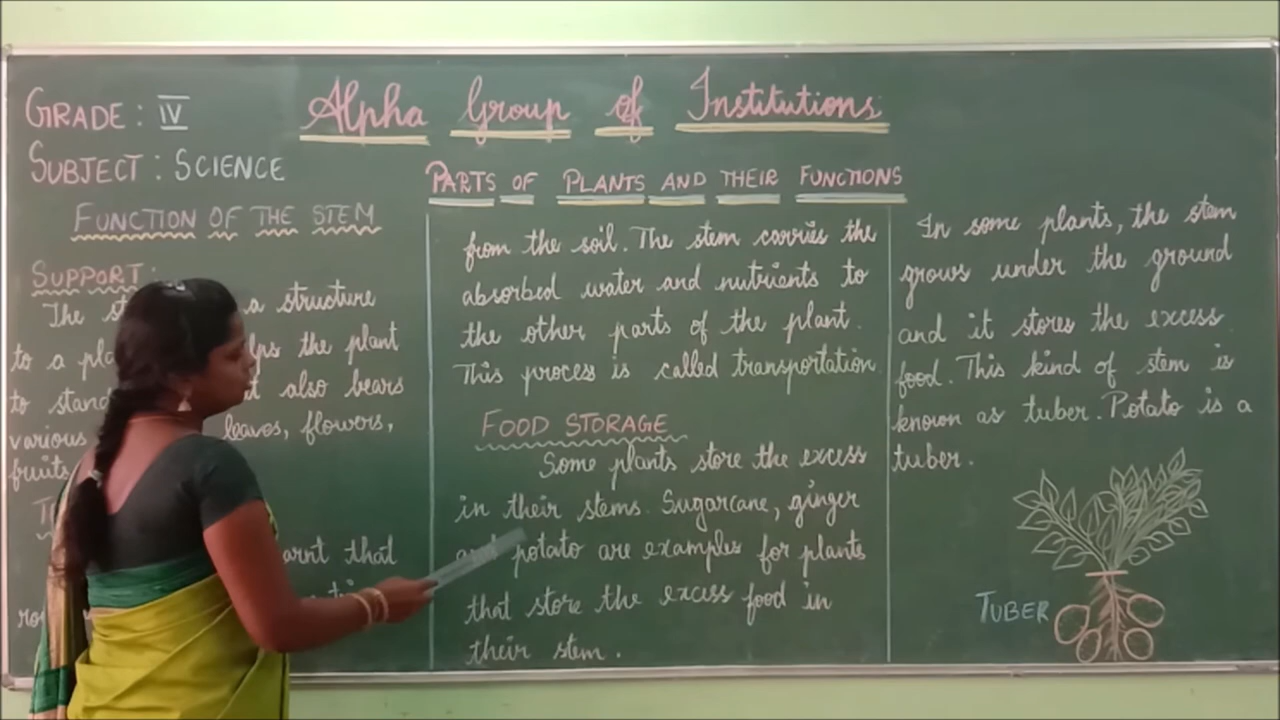 GRADE : IV
Alpha Group of Institutions
SUBJECT : SCIENCE
PARTS OF PLANTS AND THEIR FUNCTIONS
FUNCTION OF THE STEM
SUPPORT :
The a structure
to a the plant
to also bears
various leaves, flowers,
fruits
that
from the soil. The stem carries the
absorbed water and nutrients to
the other parts of the plant.
This process is called transportation
FOOD STORAGE
Some plants store the excess
in their stems. Sugarcane, ginger
and potato are examples for plants
that store the excess food in
their stem.
In some plants, the stem
grows under the ground
and it stores the excess
food. This kind of stem is
known as tuber. Potato is a
tuber.
TUBER